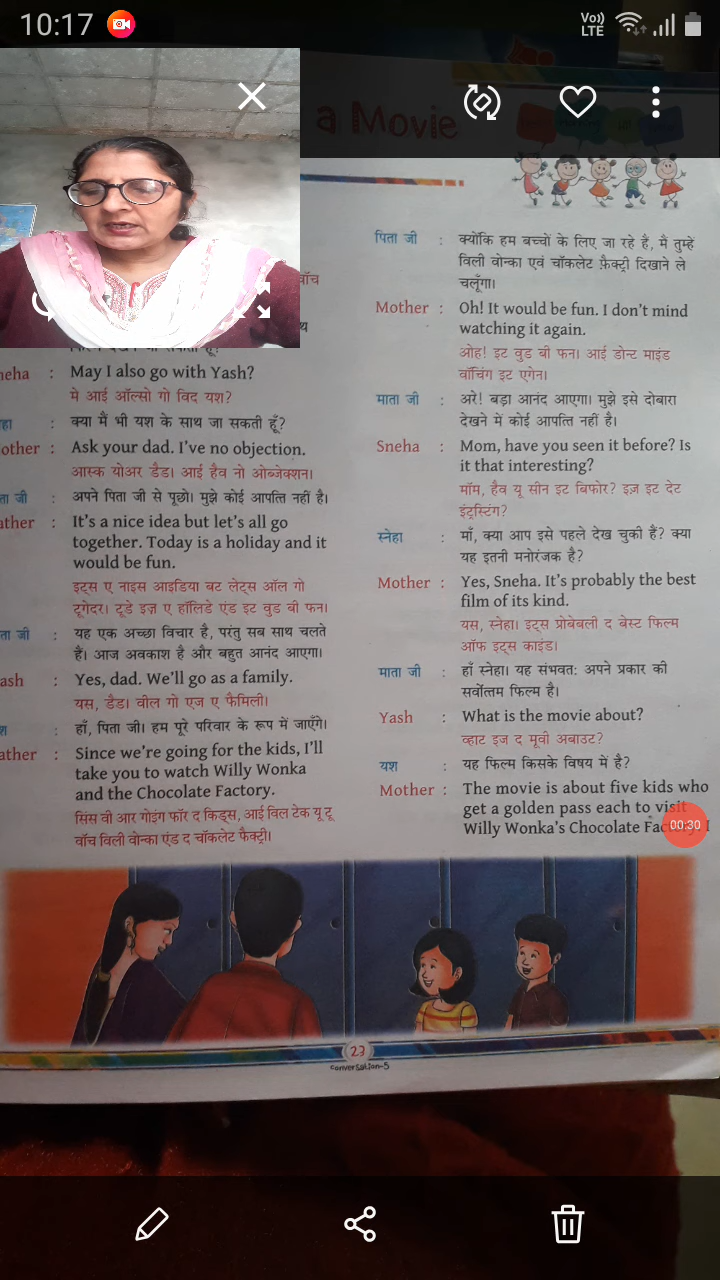 10:17
Vo))
LTE
a Movie
वॉच
eha : May I also go with Yash?
मे आई ऑल्सो गो विद यश?
हा : क्या मैं भी यश के साथ जा सकती हूँ?
other : Ask your dad. I've no objection.
आस्क योअर डैड। आई हैव नो ओब्जेक्शन।
ता जी : अपने पिता जी से पूछो। मुझे कोई आपत्ति नहीं है।
ather : It's a nice idea but let's all go
together. Today is a holiday and it
would be fun.
इट्स ए नाइस आइडिया बट लेट्स ऑल गो
टूगेदर। टूडे इज़ ए हॉलिडे एंड इट वुड बी फन।
ता जी : यह एक अच्छा विचार है, परंतु सब साथ चलते
हैं। आज अवकाश है और बहुत आनंद आएगा।
ash : Yes, dad. We'll go as a family.
यस, डैड। वील गो एज ए फैमिली।
श : हाँ, पिता जी। हम पूरे परिवार के रूप में जाएँगे।
ather : Since we're going for the kids, I'll
take you to watch Willy Wonka
and the Chocolate Factory.
सिंस वी आर गोइंग फॉर द किड्स, आई विल टेक यू टू
वॉच विली वोन्का एंड द चॉकलेट फैक्ट्री।
पिता जी : क्योंकि हम बच्चों के लिए जा रहे हैं, मैं तुम्हें
विली वोन्का एवं चॉकलेट फ़ैक्ट्री दिखाने ले
चलूँगा।
Mother : Oh! It would be fun. I don't mind
watching it again.
ओह! इट वुड बी फन। आई डोन्ट माइंड
वॉचिंग इट एगेन।
माता जी : अरे! बड़ा आनंद आएगा। मुझे इसे दोबारा
देखने में कोई आपत्ति नहीं है।
Sneha : Mom, have you seen it before? Is
it that interesting?
मॉम, हैव यू सीन इट बिफोर? इज़ इट देट
इंट्रस्टिंग?
स्नेहा : माँ, क्या आप इसे पहले देख चुकी हैं? क्या
यह इतनी मनोरंजक है?
Mother : Yes, Sneha. It's probably the best
film of its kind.
यस, स्नेहा। इट्स प्रोबेबली द बेस्ट फिल्म
ऑफ इट्स काईंड।
माता जी : हाँ स्नेहा। यह संभवतः अपने प्रकार की
सर्वोत्तम फिल्म है।
Yash : What is the movie about?
व्हाट इज द मूवी अबाउट?
यश : यह फिल्म किसके विषय में है?
Mother : The movie is about five kids who
get a golden pass each to visit
Willy Wonka's Chocolate Fac
00:30
23
Conversation-5